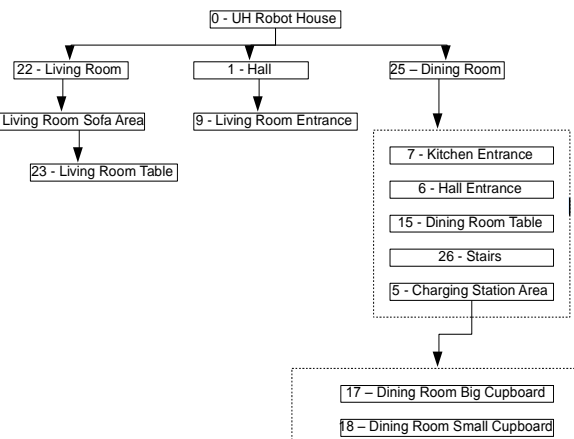 0 - UH Robot House
22 - Living Room
1 - Hall
25 – Dining Room
Living Room Sofa Area
9 - Living Room Entrance
23 - Living Room Table
7 - Kitchen Entrance
6 - Hall Entrance
15 - Dining Room Table
26 - Stairs
5 - Charging Station Area
17 – Dining Room Big Cupboard
18 – Dining Room Small Cupboard